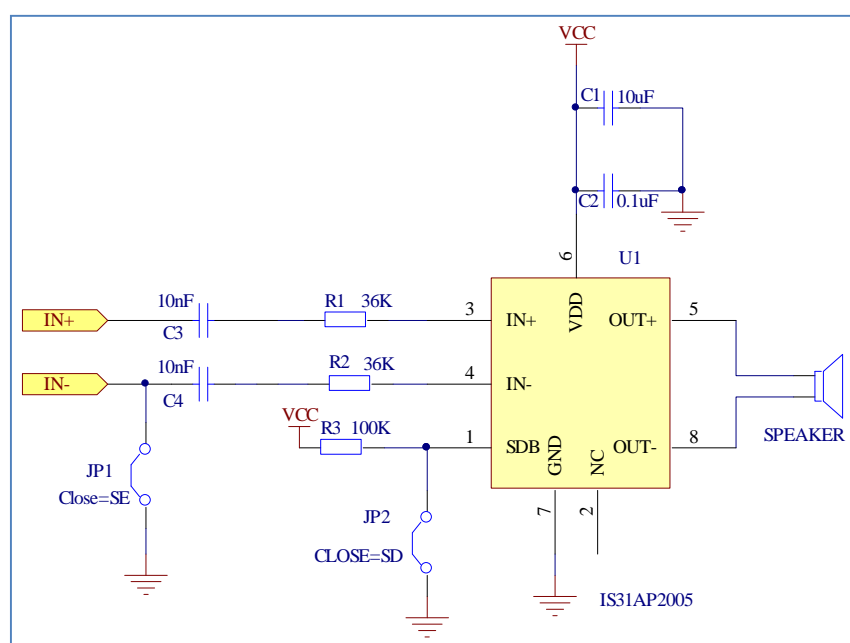 VCC
C1 10uF
C2 0.1uF
6
U1
10nF
R1 36K
3
IN+
VDD
OUT+
5
IN+
C3
10nF
R2 36K
4
IN-
IN-
C4
VCC
R3 100K
1
SDB
GND
NC
OUT-
8
SPEAKER
JP1
Close=SE
JP2
CLOSE=SD
7
2
IS31AP2005